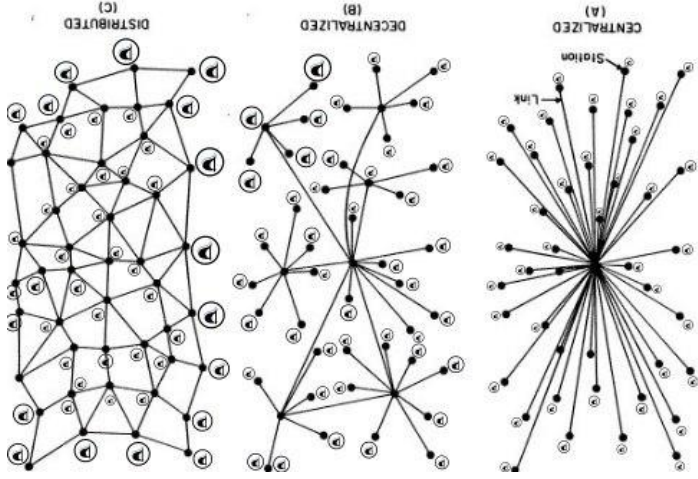 CENTRALIZED
(A)
DECENTRALIZED
(B)
DISTRIBUTED
(C)
Station
Link